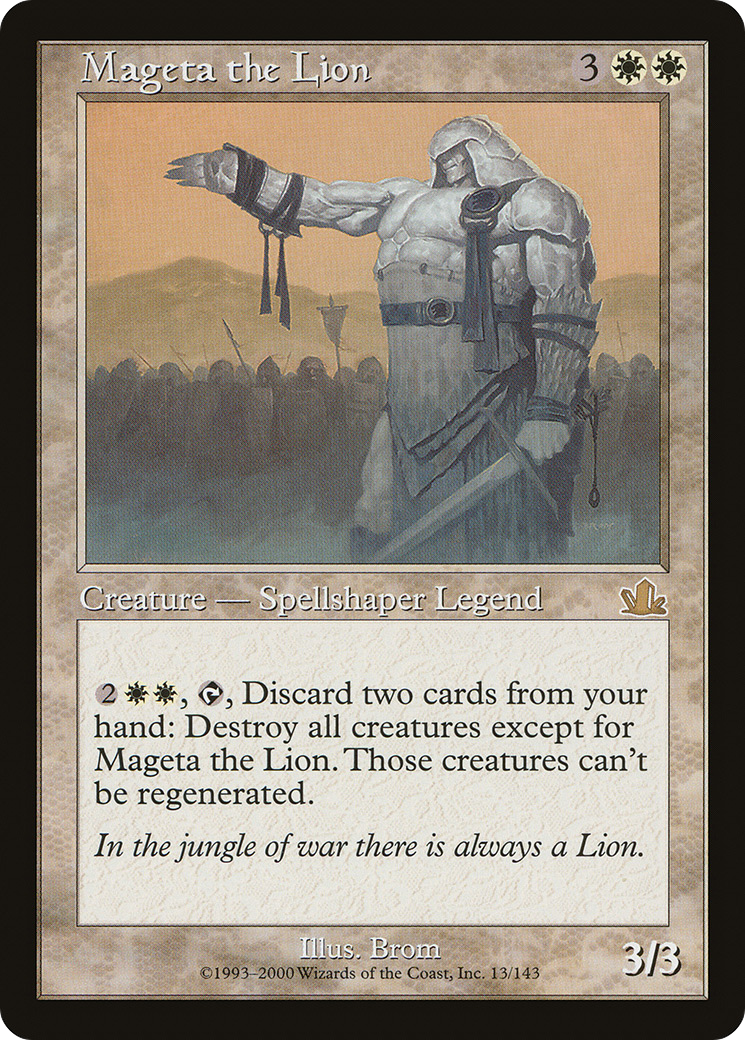 Mageta the Lion 3
Creature — Spellshaper Legend
2, , Discard two cards from your
hand: Destroy all creatures except for
Mageta the Lion. Those creatures can't
be regenerated.
In the jungle of war there is always a Lion.
Illus. Brom
©1993–2000 Wizards of the Coast, Inc. 13/143
3/3